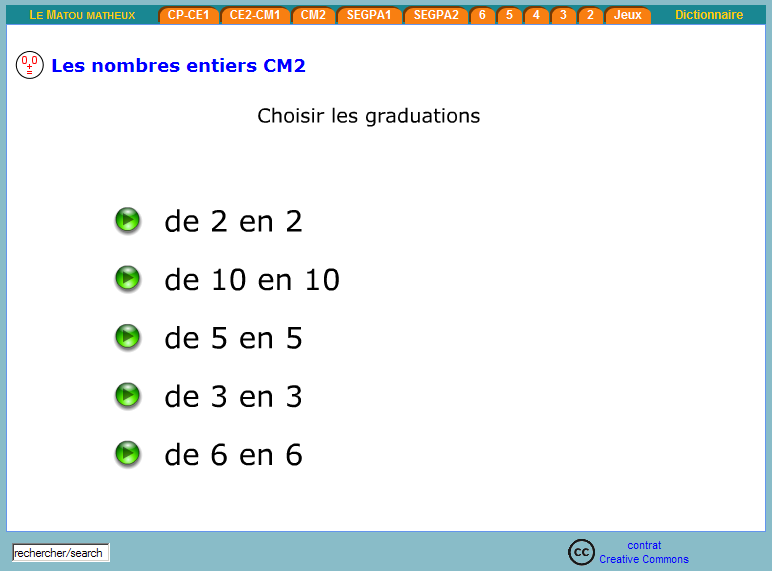 LE MATOU MATHEUX CP-CE1 CE2-CM1 CM2 SEGPA1 SEGPA2 6 5 4 3 2 Jeux Dictionnaire
0 0
+
=
Les nombres entiers CM2
Choisir les graduations
de 2 en 2
de 10 en 10
de 5 en 5
de 3 en 3
de 6 en 6
rechercher/search
cc
contrat
Creative Commons